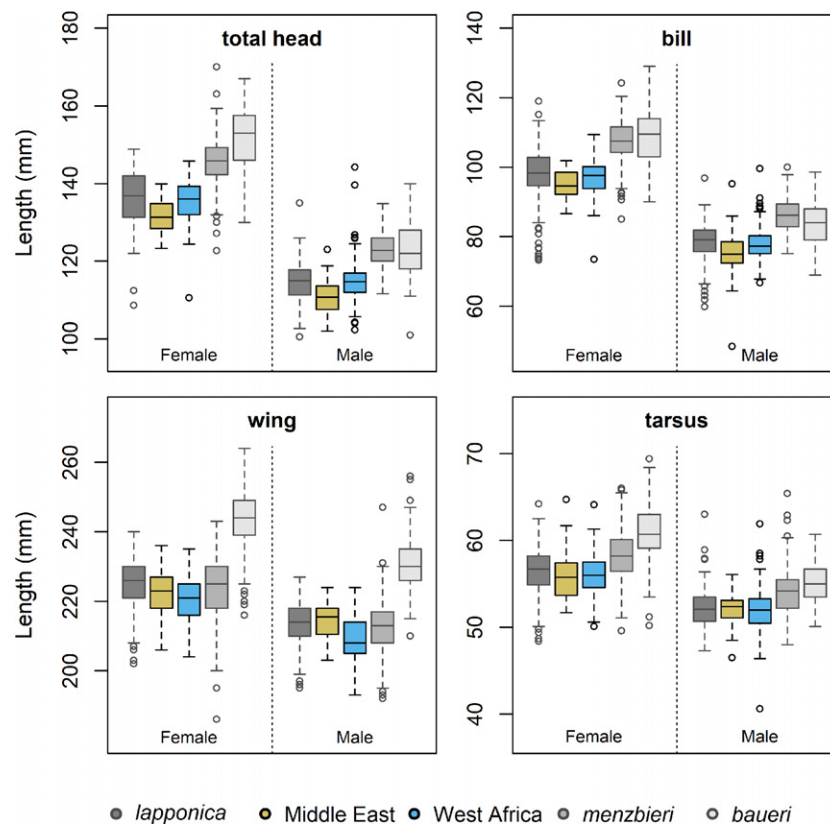 total head
Length (mm)
180
160
140
120
100
Female
Male
bill
140
120
100
80
60
Female
Male
wing
Length (mm)
260
240
220
200
Female
Male
tarsus
70
60
50
40
Female
Male
lapponica Middle East West Africa menzbieri baueri